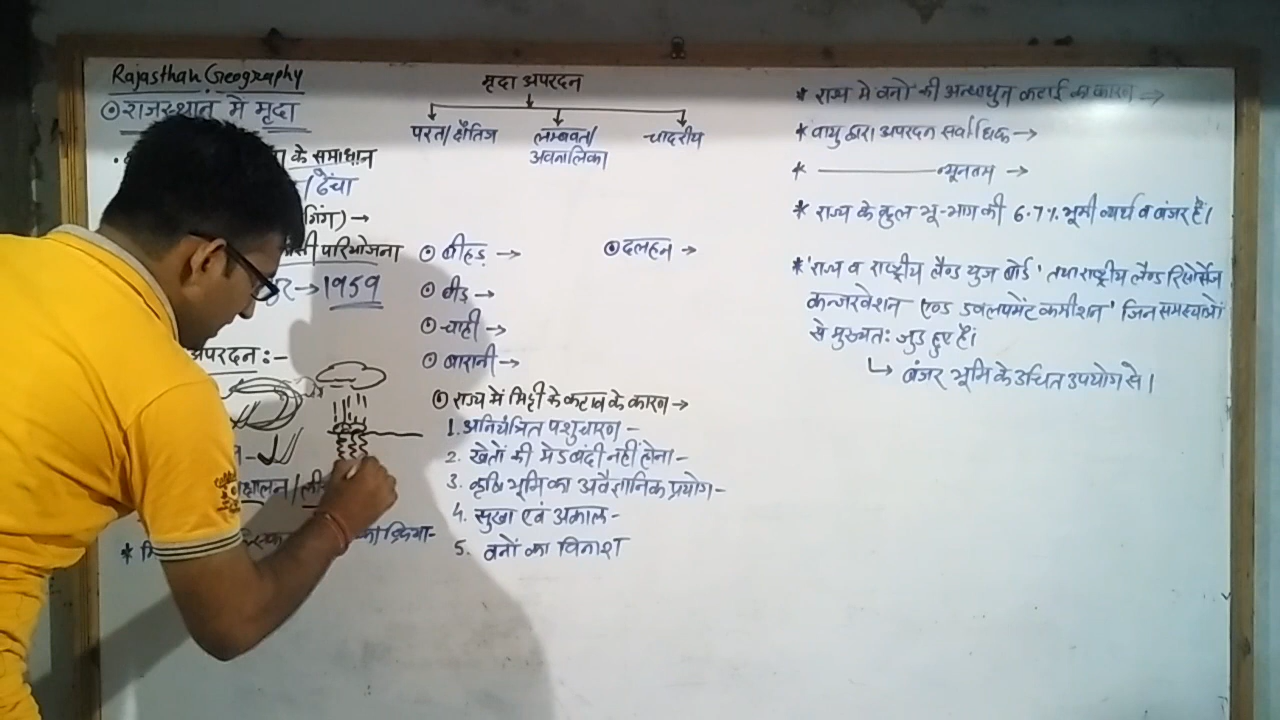 Rajasthan Geography
⊙ राजस्थान में मृदा
के समाधान
/ ढेंचा
परियोजना
→ 1959
अपरदन :-
मृदा अपरदन
परत/क्षैतिज
लम्बवत/
अवनालिका
चादरीय
⊙ बीहड़ →
⊙ दलहन →
⊙ बीड़ →
⊙ चाही →
⊙ बारानी →
⊙ राज्य में मिट्टी के कटाव के कारण →
1. अनियंत्रित पशुचारण -
2. खेतों की मेडबंदी नहीं होना -
3. कृषि भूमि का अवैज्ञानिक प्रयोग -
4. सुखा एवं अकाल -
5. वनों का विनाश
* राज्य मे वनों की अन्धाधुन कटाई का कारण →
* वायु द्वारा अपरदन सर्वाधिक →
* ———— न्यूनतम →
* राज्य के कुल भू-भाग की 6.7% भूमी व्यर्थ व बंजर है।
* 'राज्य व राष्ट्रीय लैण्ड युज बोर्ड' तथा राष्ट्रीय लैण्ड रिसोर्सेज
कन्जरवेशन एण्ड डवलपमेंट कमीशन' जिन समस्याओं
से मुख्यतः जुड़े हुए हैं।
↳ बंजर भूमि के उचित उपयोग से।